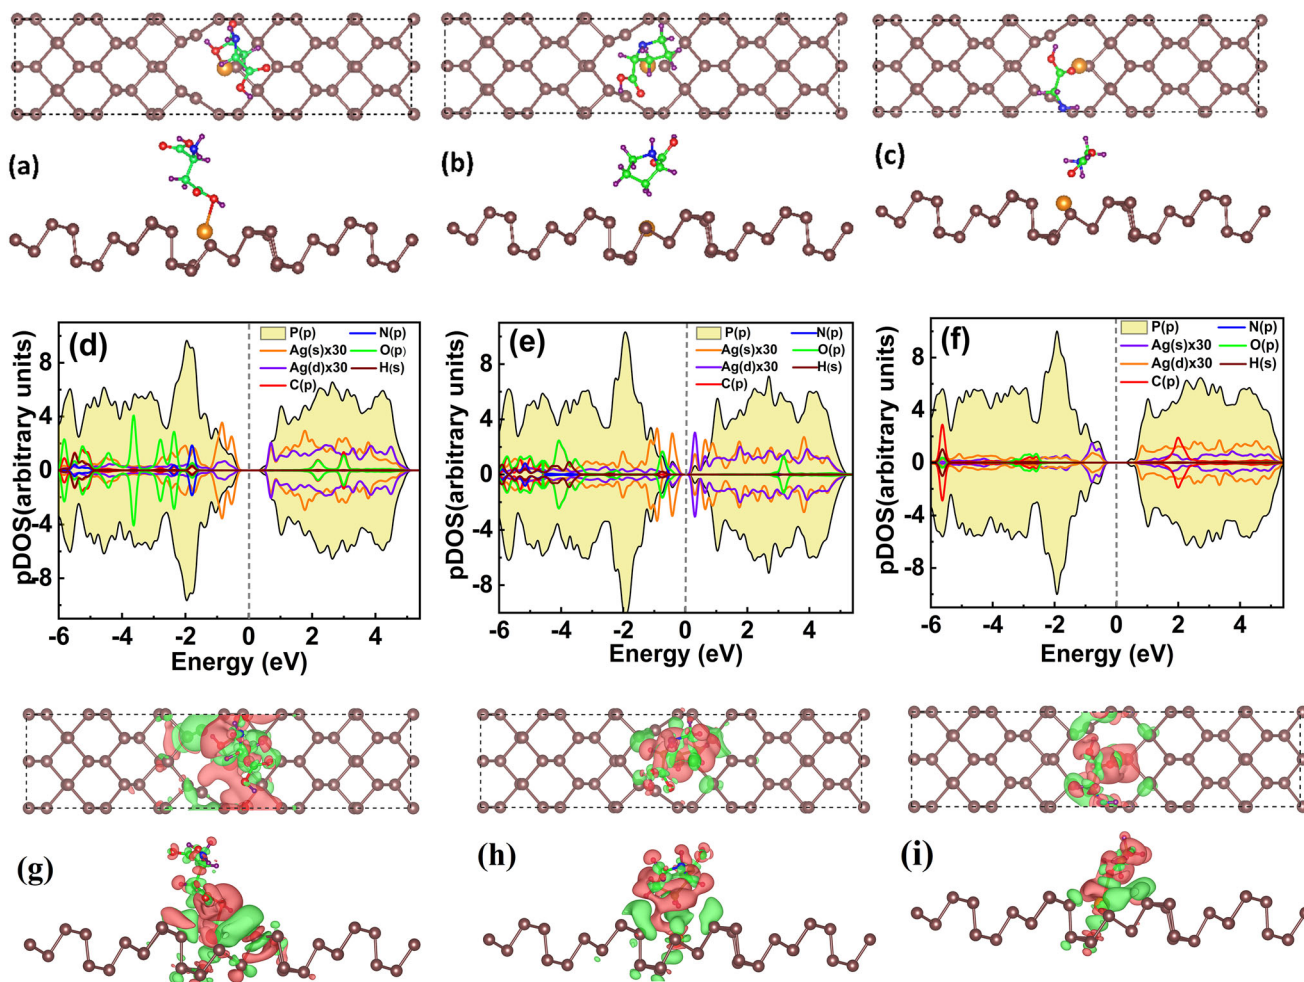 (a)
(b)
(c)
(d)
P(p)
N(p)
Ag(s)x30
O(p)
Ag(d)x30
H(s)
C(p)
8
4
0
-4
-8
pDOS(arbitrary units)
-6 -4 -2 0 2 4
Energy (eV)
(e)
P(p)
N(p)
Ag(s)x30
O(p)
Ag(d)x30
H(s)
C(p)
8
4
0
-4
-8
pDOS(arbitrary units)
-6 -4 -2 0 2 4
Energy (eV)
(f)
P(p)
N(p)
Ag(s)x30
O(p)
Ag(d)x30
H(s)
C(p)
8
4
0
-4
-8
pDOS(arbitrary units)
-6 -4 -2 0 2 4
Energy (eV)
(g)
(h)
(i)